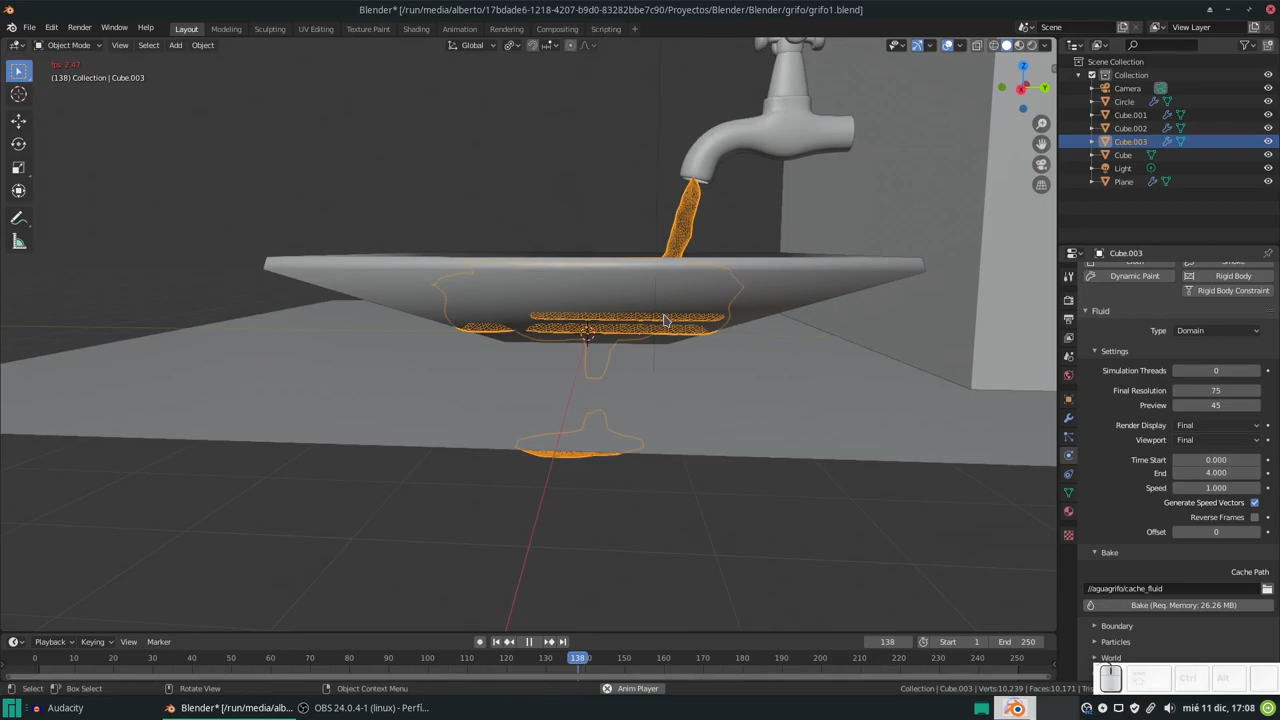 Blender* [/run/media/alberto/17bdade6-1218-4207-b9d0-83282bbe7c90/Proyectos/Blender/grifo/grifo1.blend]
File Edit Render Window Help Layout Modeling Sculpting UV Editing Texture Paint Shading Animation Rendering Compositing Scripting Scene View Layer
Object Mode View Select Add Object Global
fps: 2.47
(138) Collection | Cube.003
Z
Y
X
Scene Collection
Collection
Camera
Circle
Cube.001
Cube.002
Cube.003
Cube
Light
Plane
Cube.003
Dynamic Paint Rigid Body
Rigid Body Constraint
Fluid
Type Domain
Settings
Simulation Threads 0
Final Resolution 75
Preview 45
Render Display Final
Viewport Final
Time Start 0.000
End 4.000
Speed 1.000
Generate Speed Vectors
Reverse Frames
Offset 0
Bake
Cache Path
//aguagrifo/cache_fluid
Bake (Req. Memory: 26.26 MB)
Boundary
Particles
World
Playback Keying View Marker 138 Start 1 End 250
0 10 20 30 40 50 60 70 80 90 100 110 120 130 138 140 150 160 170 180 190 200 210 220 230 240 250
Select Box Select Rotate View Object Context Menu Anim Player Collection | Cube.003 | Verts:10,239 | Faces:10,171 |
Ctrl Alt
Audacity Blender* [/run/media/alb... OBS 24.0.4-1 (linux) - Perfi... mié 11 dic, 17:08